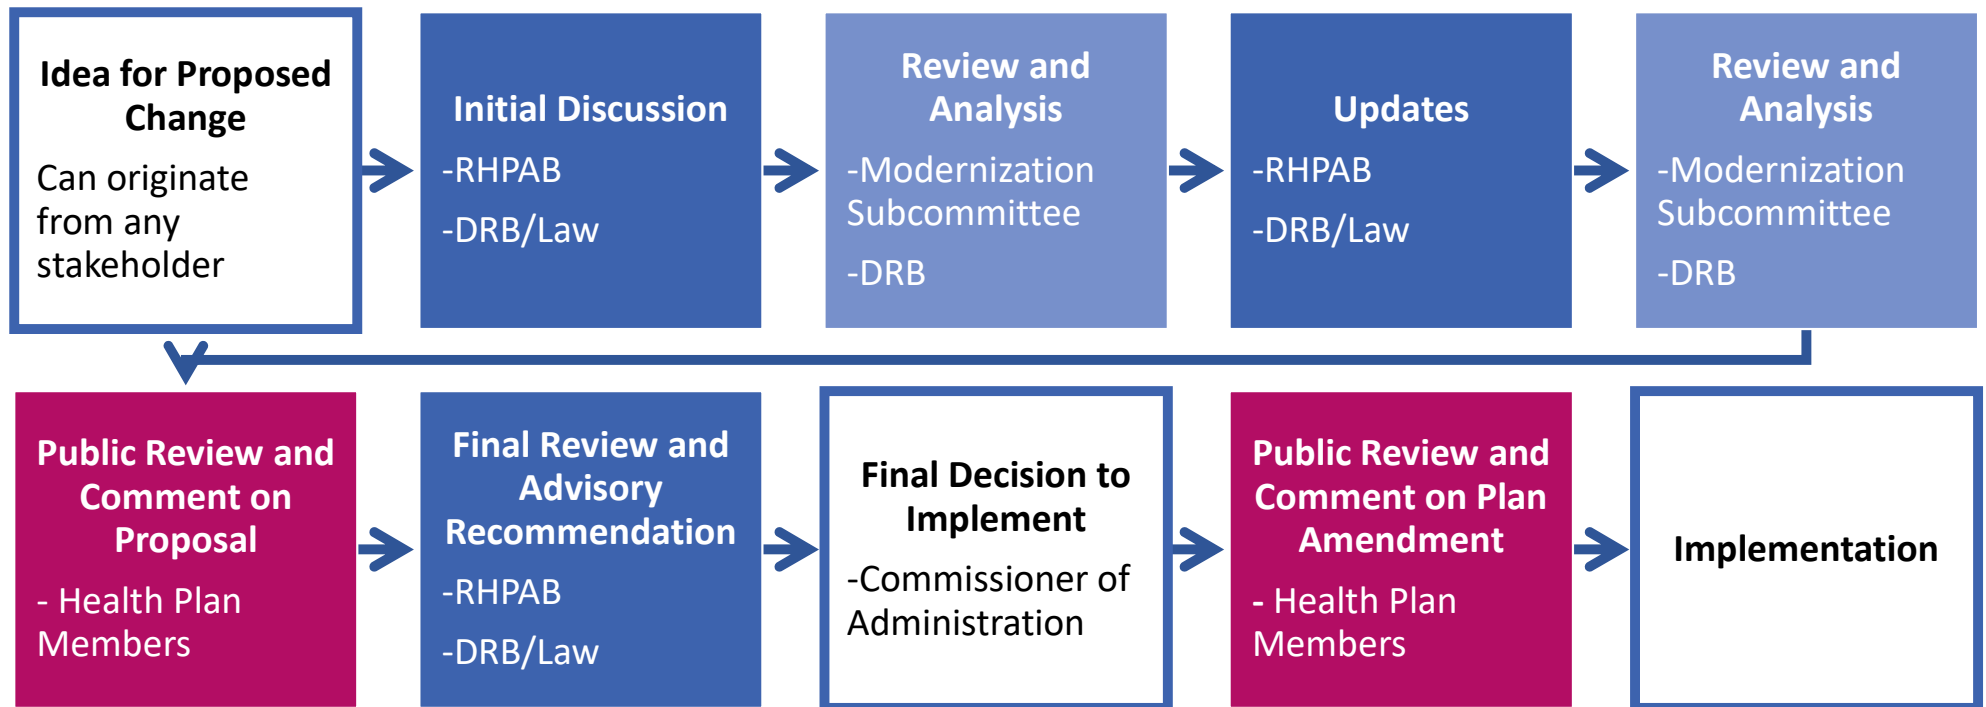 Idea for Proposed
Change
Can originate
from any
stakeholder
Initial Discussion
-RHPAB
-DRB/Law
Review and
Analysis
-Modernization
Subcommittee
-DRB
Updates
-RHPAB
-DRB/Law
Review and
Analysis
-Modernization
Subcommittee
-DRB
Public Review and
Comment on
Proposal
- Health Plan
Members
Final Review and
Advisory
Recommendation
-RHPAB
-DRB/Law
Final Decision to
Implement
-Commissioner of
Administration
Public Review and
Comment on Plan
Amendment
- Health Plan
Members
Implementation